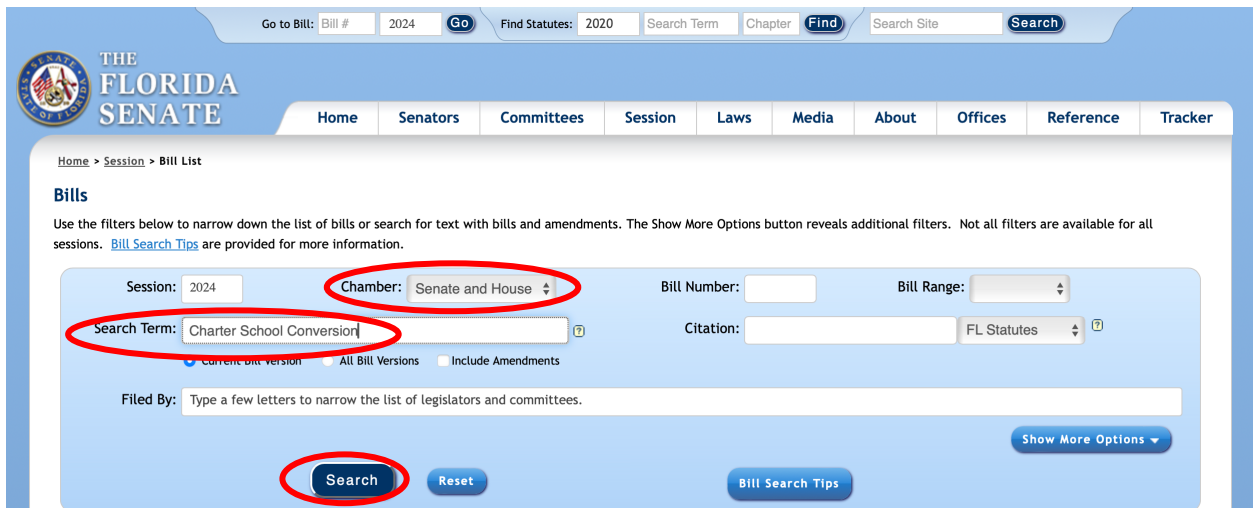 Go to Bill: Bill # 2024 Go Find Statutes: 2020 Search Term Chapter Find Search Site Search
THE
FLORIDA
SENATE
Home Senators Committees Session Laws Media About Offices Reference Tracker
Home > Session > Bill List
Bills
Use the filters below to narrow down the list of bills or search for text with bills and amendments. The Show More Options button reveals additional filters. Not all filters are available for all
sessions. Bill Search Tips are provided for more information.
Session: 2024 Chamber: Senate and House Bill Number: Bill Range:
Search Term: Charter School Conversion ? Citation: FL Statutes ?
Current Bill Version All Bill Versions Include Amendments
Filed By: Type a few letters to narrow the list of legislators and committees.
Show More Options
Search Reset Bill Search Tips